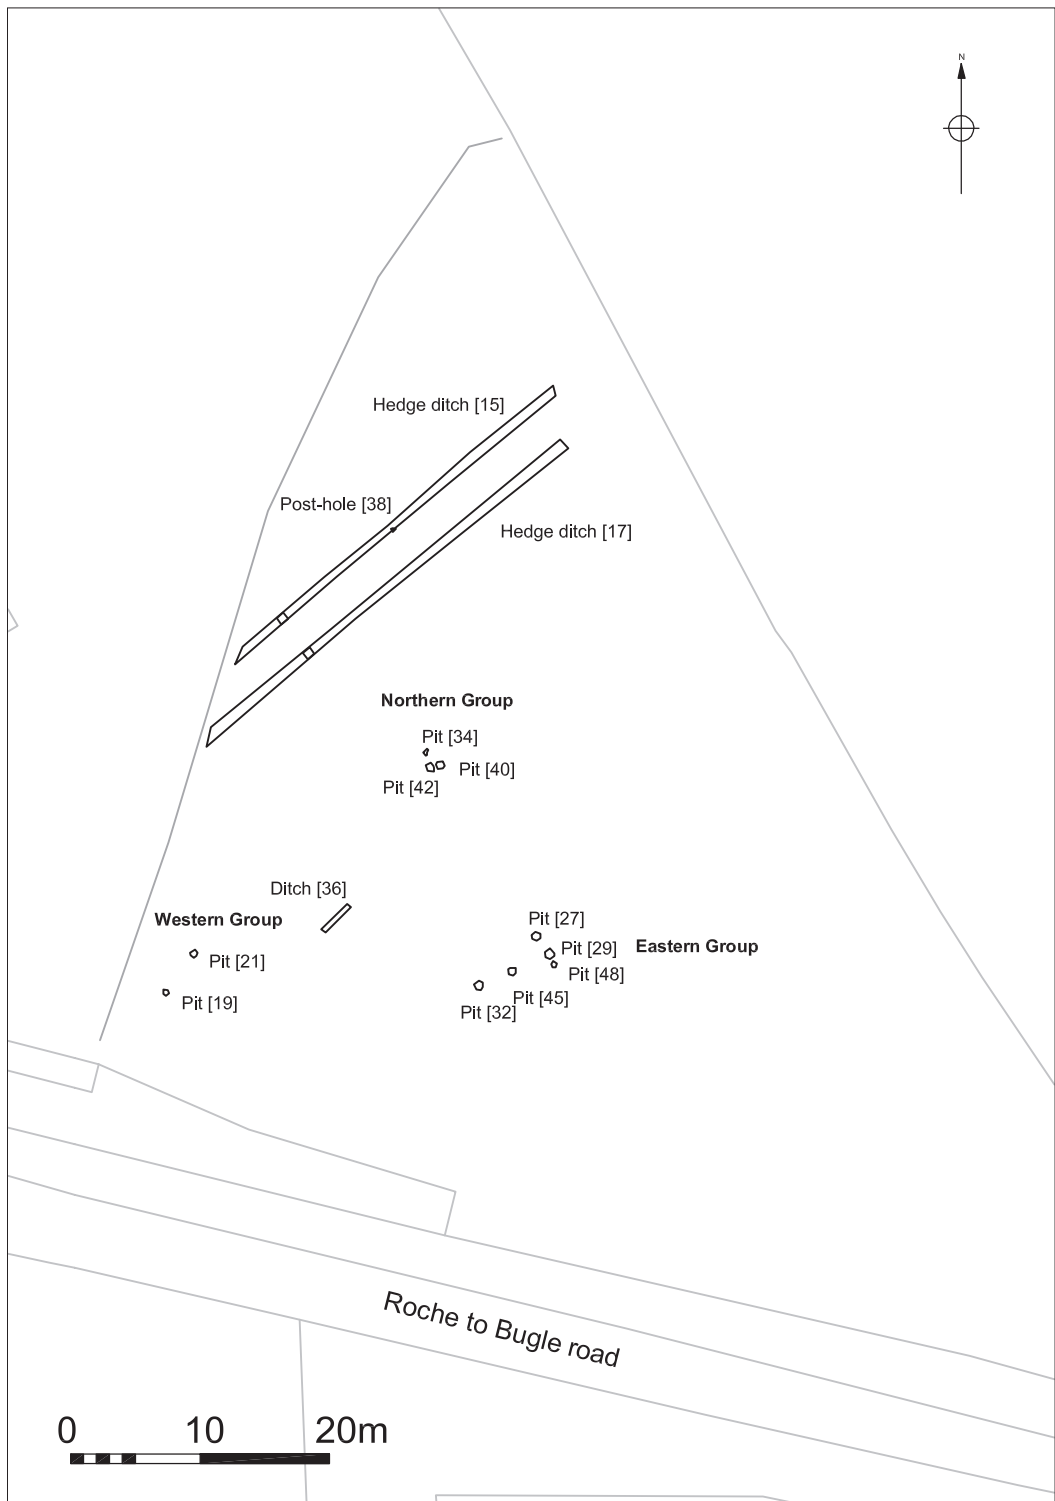 N
Hedge ditch [15]
Post-hole [38]
Hedge ditch [17]
Northern Group
Pit [34]
Pit [40]
Pit [42]
Ditch [36]
Western Group
Pit [27]
Pit [29]
Eastern Group
Pit [21]
Pit [48]
Pit [19]
Pit [45]
Pit [32]
Roche to Bugle road
0 10 20m